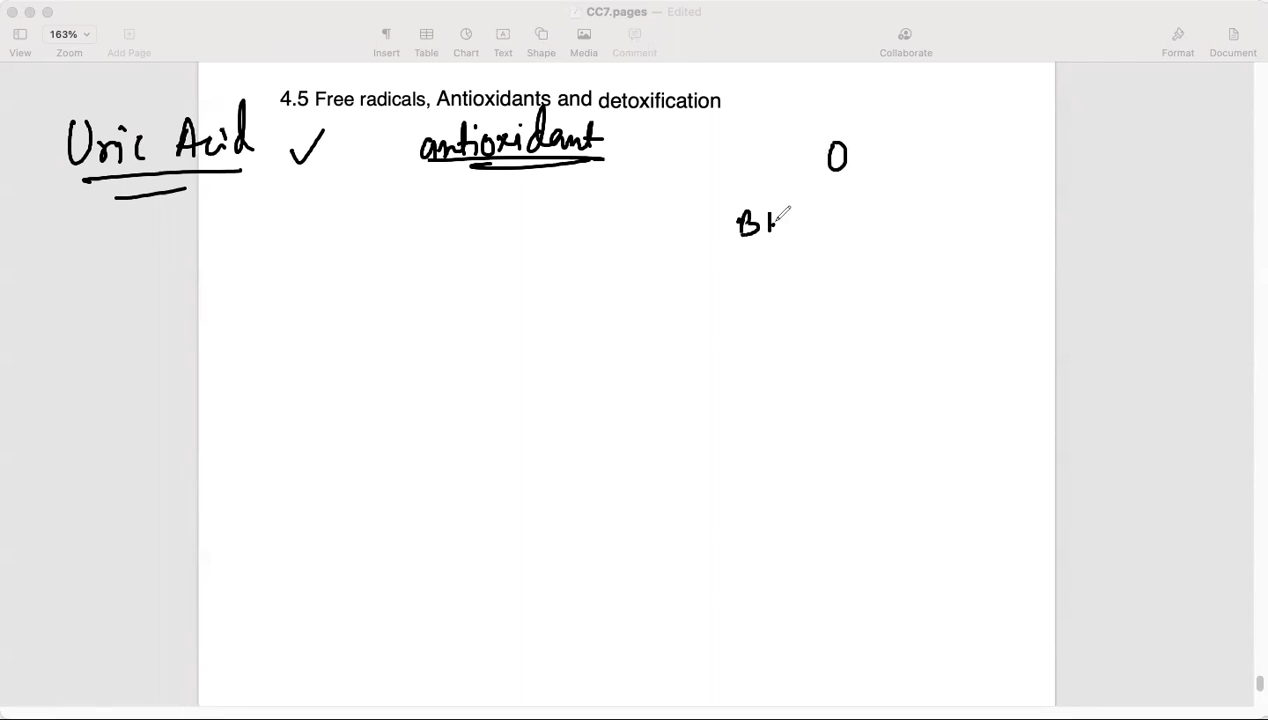 CC7.pages — Edited
163%
View Zoom Add Page Insert Table Chart Text Shape Media Comment Collaborate Format Document
4.5 Free radicals, Antioxidants and detoxification
Uric Acid ✓ antioxidant 0